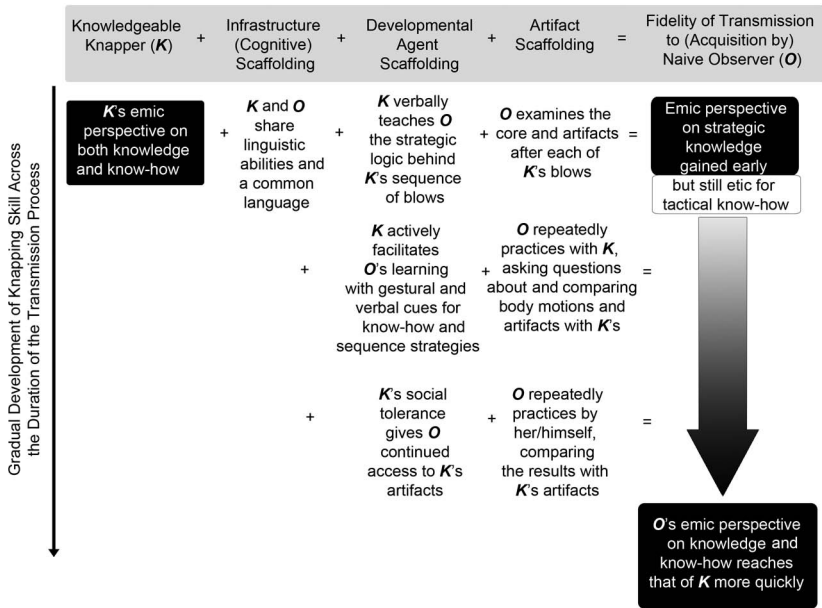 Knowledgeable
Knapper (K)
+
Infrastructure
(Cognitive)
Scaffolding
+
Developmental
Agent
Scaffolding
+
Artifact
Scaffolding
=
Fidelity of Transmission
to (Acquisition by)
Naive Observer (O)
Gradual Development of Knapping Skill Across
the Duration of the Transmission Process
K's emic
perspective on
both knowledge
and know-how
+
K and O
share
linguistic
abilities and
a common
language
+
K verbally
teaches O
the strategic
logic behind
K's sequence
of blows
+
O examines the
core and artifacts
after each of
K's blows
=
Emic perspective
on strategic
knowledge
gained early
but still etic for
tactical know-how
+
K actively
facilitates
O's learning
with gestural and
verbal cues for
know-how and
sequence strategies
+
O repeatedly
practices with K,
asking questions
about and comparing
body motions and
artifacts with K's
=
+
K's social
tolerance
gives O
continued
access to K's
artifacts
+
O repeatedly
practices by
her/himself,
comparing
the results with
K's artifacts
=
O's emic perspective
on knowledge and
know-how reaches
that of K more quickly